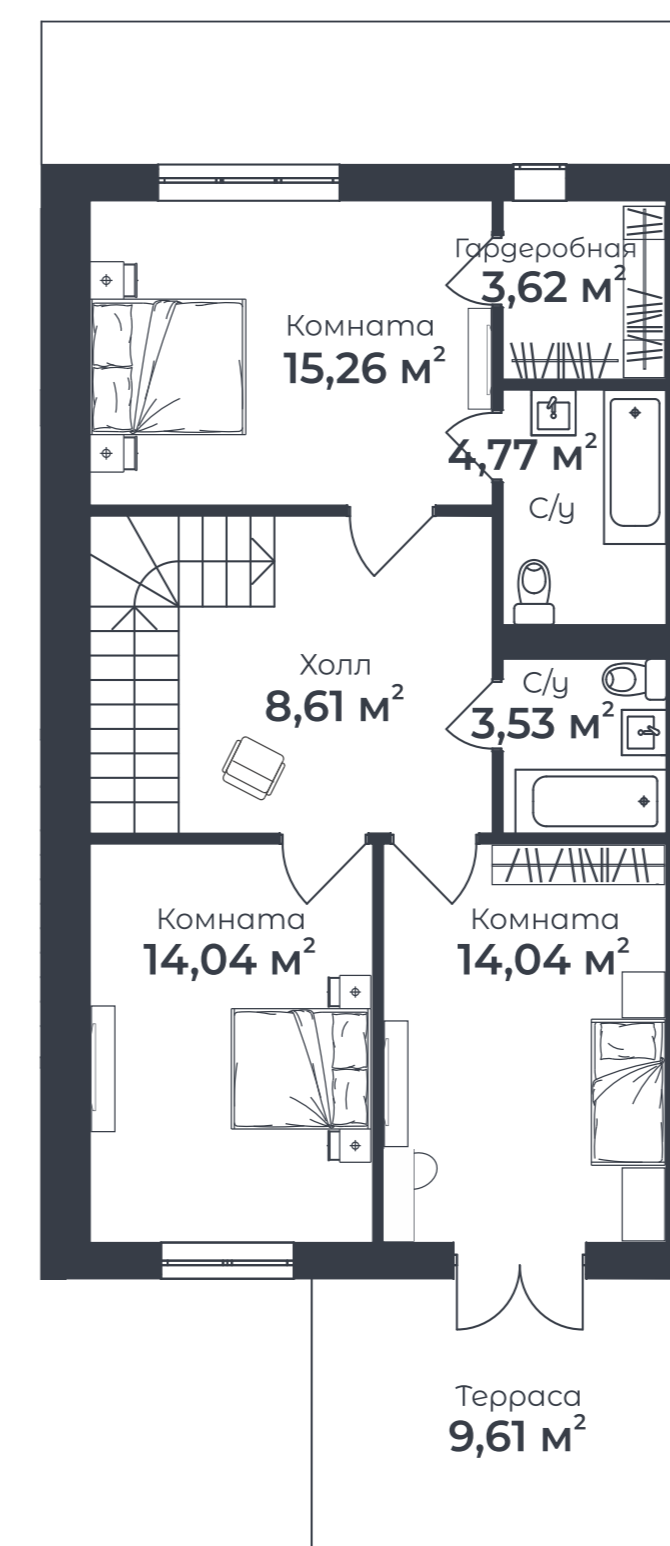 Гардеробная
3,62 м²
Комната
15,26 м²
4,77 м²
С/у
Холл
8,61 м²
С/у
3,53 м²
Комната
14,04 м²
Комната
14,04 м²
Терраса
9,61 м²